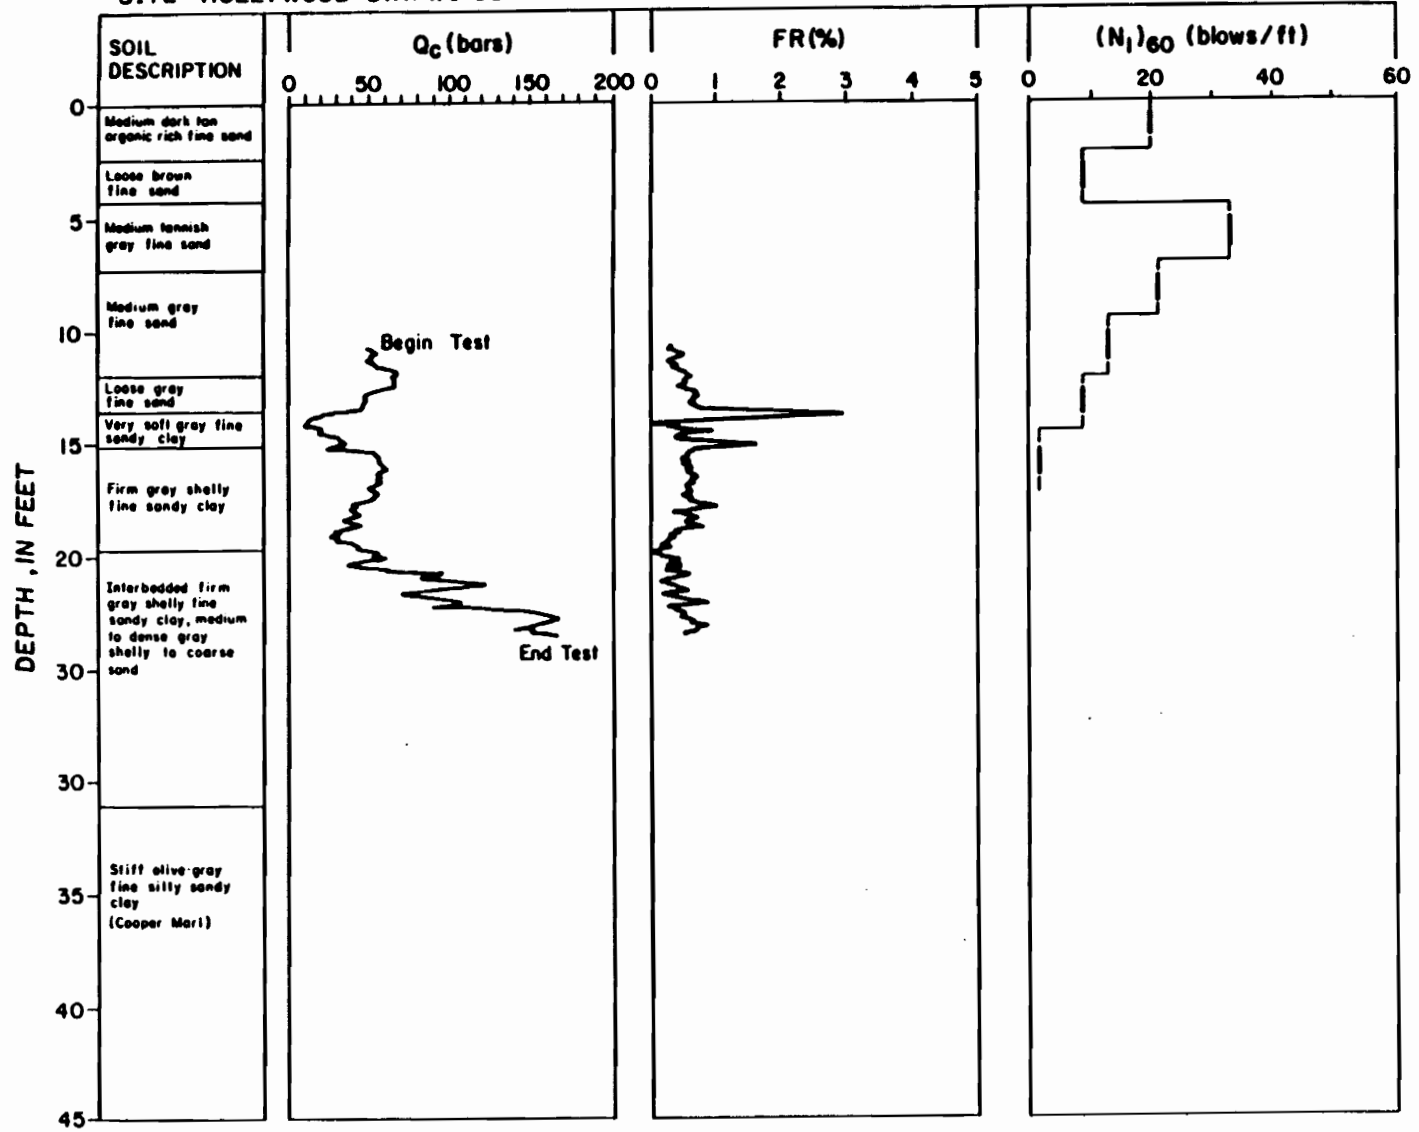 SOIL
DESCRIPTION
Qc (bars)
FR (%)
(N1)60 (blows/ft)
0 50 100 150 200
0 1 2 3 4 5
0 20 40 60
DEPTH, IN FEET
0
5
10
15
20
30
30
35
40
45
Medium dark tan
organic rich fine sand
Loose brown
fine sand
Medium tannish
gray fine sand
Medium gray
fine sand
Loose gray
fine sand
Very soft gray fine
sandy clay
Firm gray shelly
fine sandy clay
Interbedded firm
gray shelly fine
sandy clay, medium
to dense gray
shelly to coarse
sand
Stiff olive-gray
fine silty sandy
clay
(Cooper Marl)
Begin Test
End Test